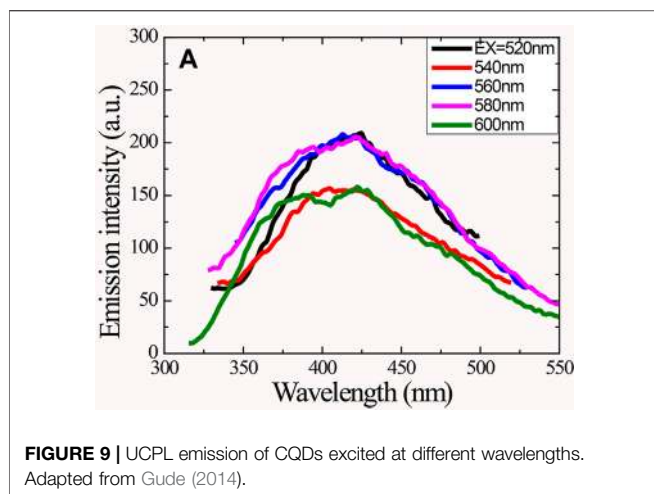 A
EX=520nm
540nm
560nm
580nm
600nm
Emission intensity (a.u.)
300
250
200
150
100
50
0
300 350 400 450 500 550
Wavelength (nm)
FIGURE 9 | UCPL emission of CQDs excited at different wavelengths.
Adapted from Gude (2014).